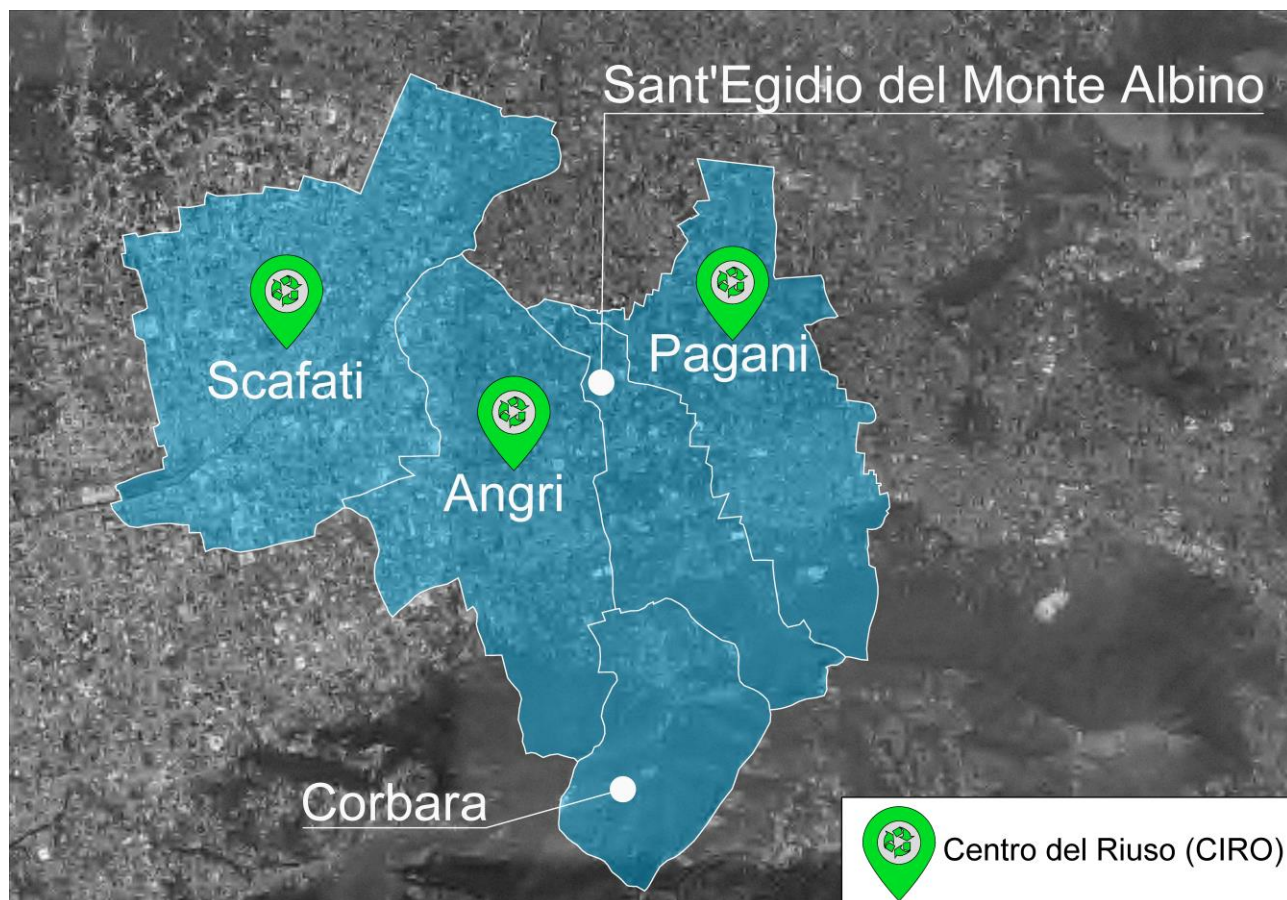 Sant'Egidio del Monte Albino
Scafati
Pagani
Angri
Corbara
Centro del Riuso (CIRO)